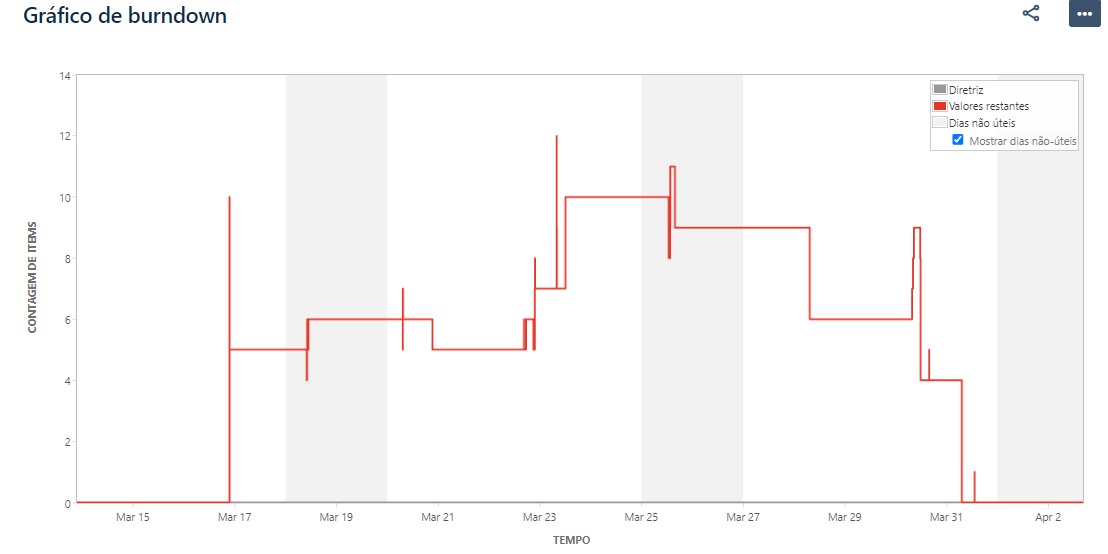 Gráfico de burndown
14
12
10
8
6
4
2
0
CONTAGEM DE ITEMS
Diretriz
Valores restantes
Dias não úteis
Mostrar dias não-úteis
Mar 15 Mar 17 Mar 19 Mar 21 Mar 23 Mar 25 Mar 27 Mar 29 Mar 31 Apr 2
TEMPO